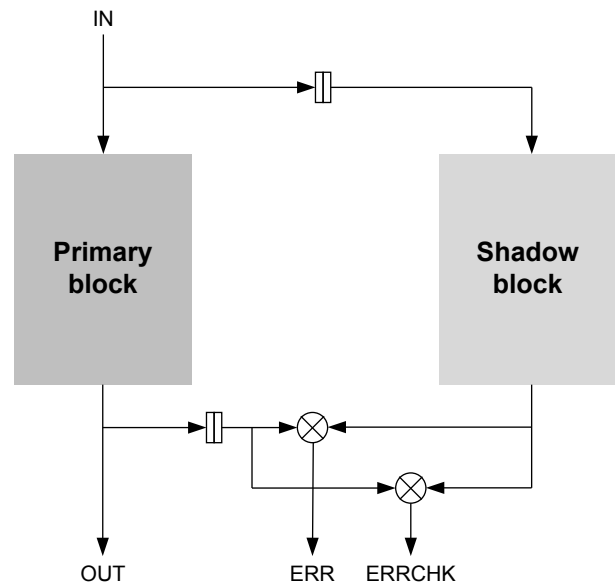 IN
Primary
block
Shadow
block
OUT
ERR
ERRCHK